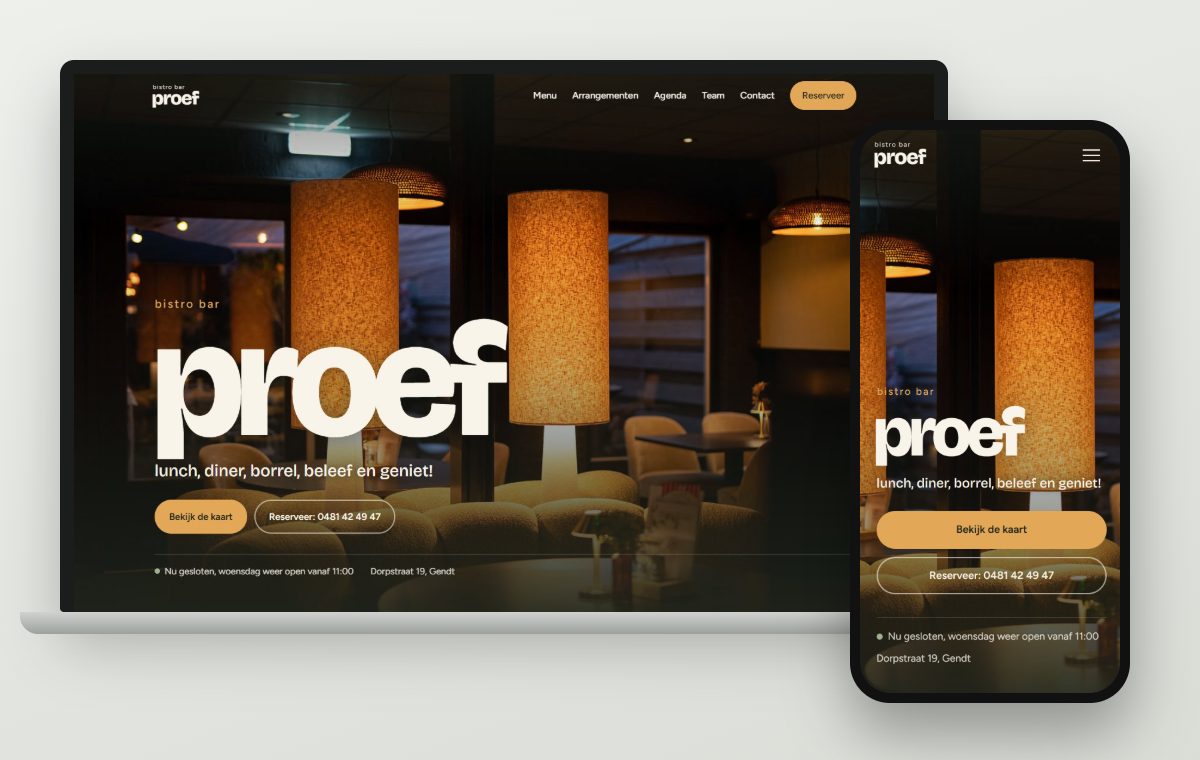 bistro bar
proef
Menu Arrangementen Agenda Team Contact Reserveer
bistro bar
proef
lunch, diner, borrel, beleef en geniet!
Bekijk de kaart Reserveer: 0481 42 49 47
Nu gesloten, woensdag weer open vanaf 11:00 Dorpstraat 19, Gendt
bistro bar
proef
bistro bar
proef
lunch, diner, borrel, beleef en geniet!
Bekijk de kaart
Reserveer: 0481 42 49 47
Nu gesloten, woensdag weer open vanaf 11:00
Dorpstraat 19, Gendt